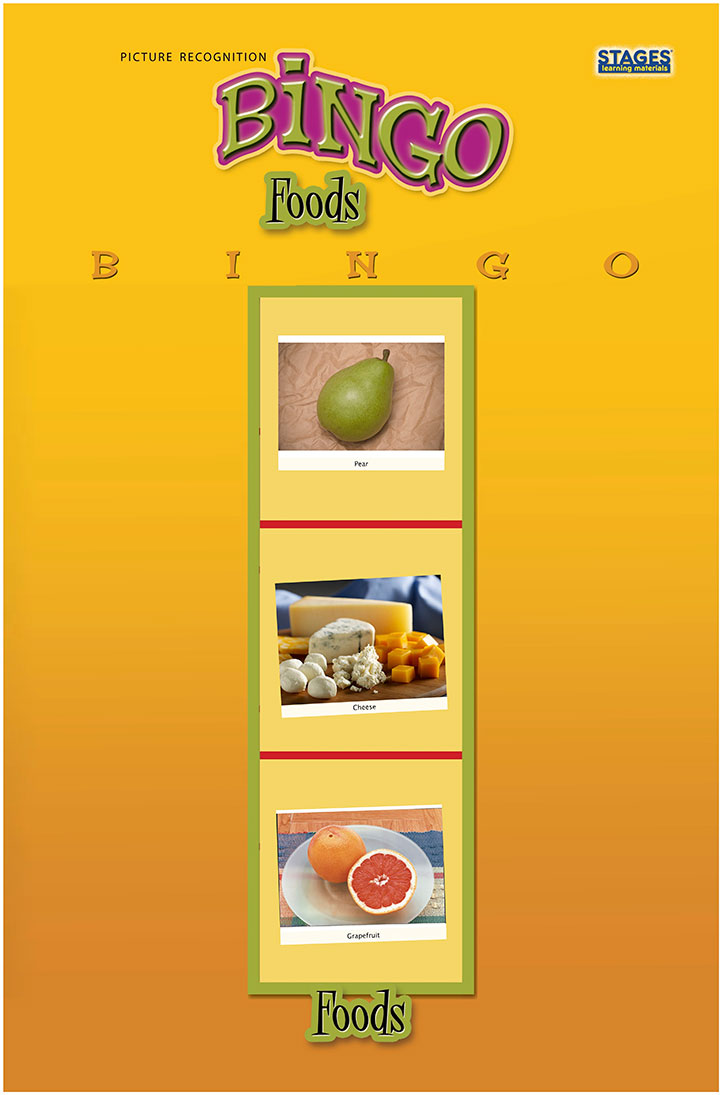 PICTURE RECOGNITION
STAGES®
learning materials
BINGO
Foods
B I N G O
Pear
Cheese
Grapefruit
Foods